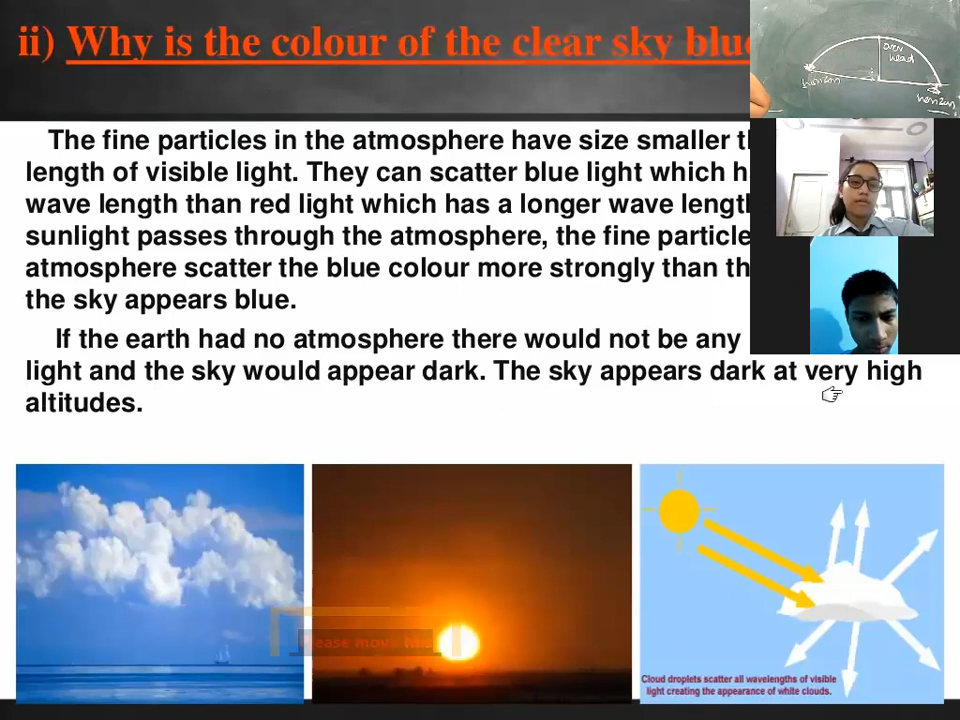 ii) Why is the colour of the clear sky blue
The fine particles in the atmosphere have size smaller
length of visible light. They can scatter blue light which
wave length than red light which has a longer wave length
sunlight passes through the atmosphere, the fine
atmosphere scatter the blue colour more strongly than
the sky appears blue.
If the earth had no atmosphere there would not be any
light and the sky would appear dark. The sky appears dark at very high
altitudes.
over
head
horizon
horizon
Please move this
Cloud droplets scatter all wavelengths of visible
light creating the appearance of white clouds.